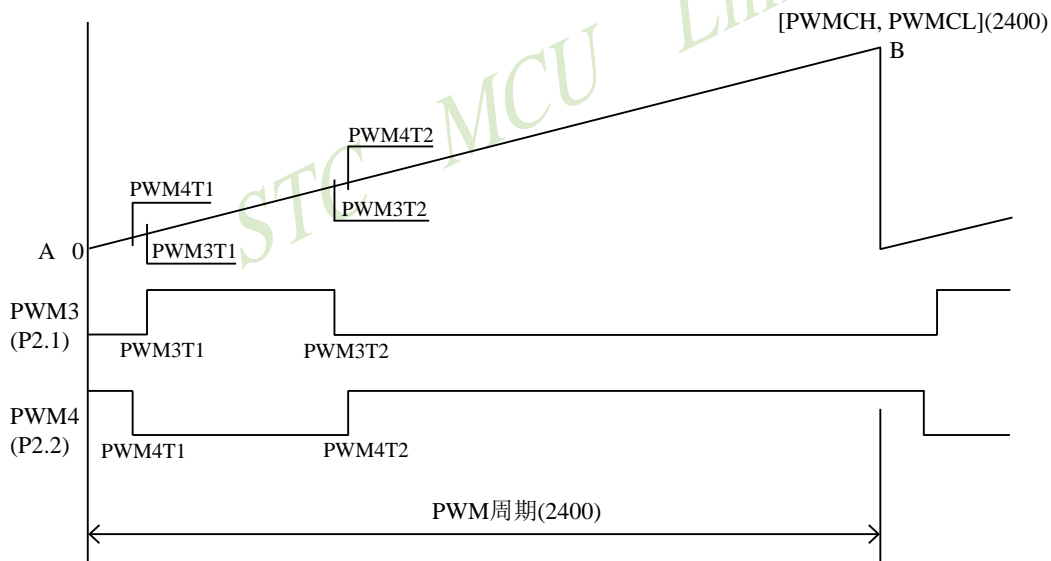 STC MCU Lim
[PWMCH, PWMCL](2400)
B
PWM4T2
PWM4T1
PWM3T2
A 0
PWM3T1
PWM3
(P2.1)
PWM3T1
PWM3T2
PWM4
(P2.2)
PWM4T1
PWM4T2
PWM周期(2400)